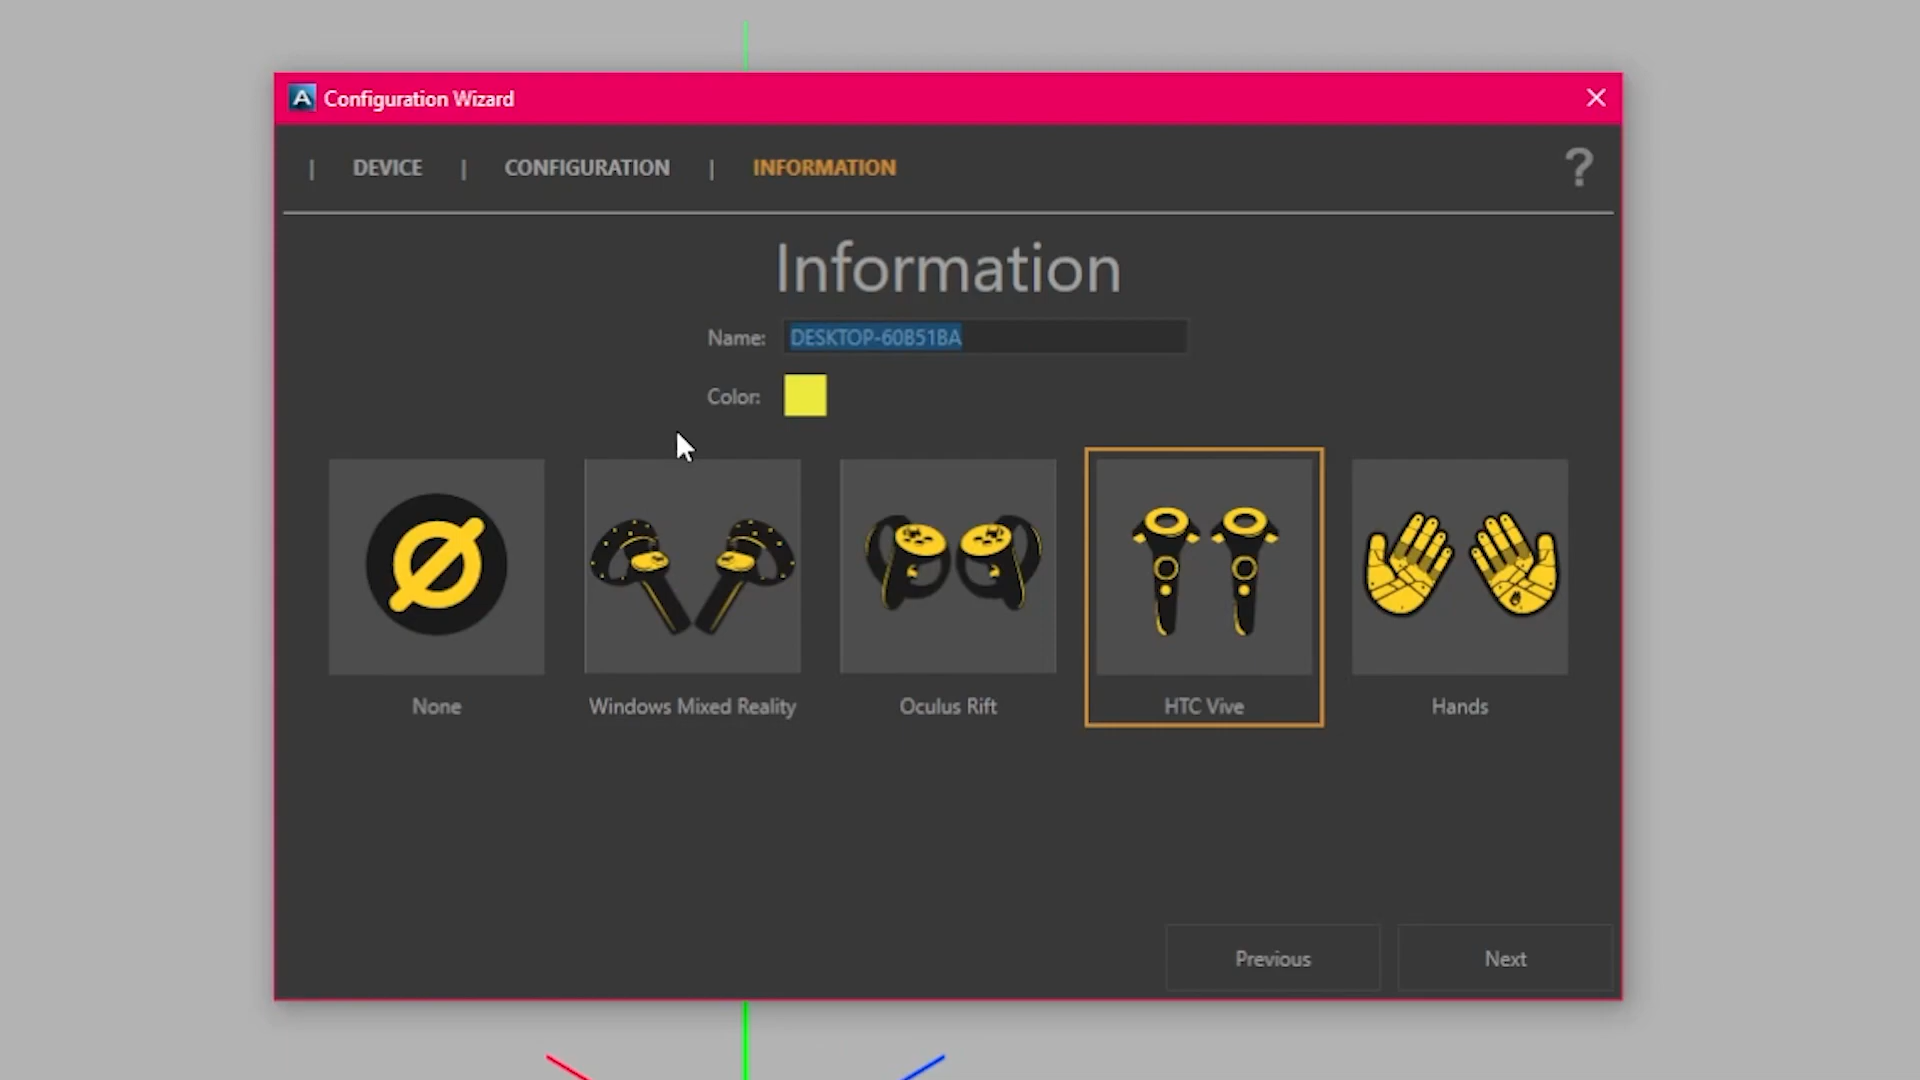 Configuration Wizard
| DEVICE | CONFIGURATION | INFORMATION ?
Information
Name: DESKTOP-60B51BA
Color:
None Windows Mixed Reality Oculus Rift HTC Vive Hands
Previous Next